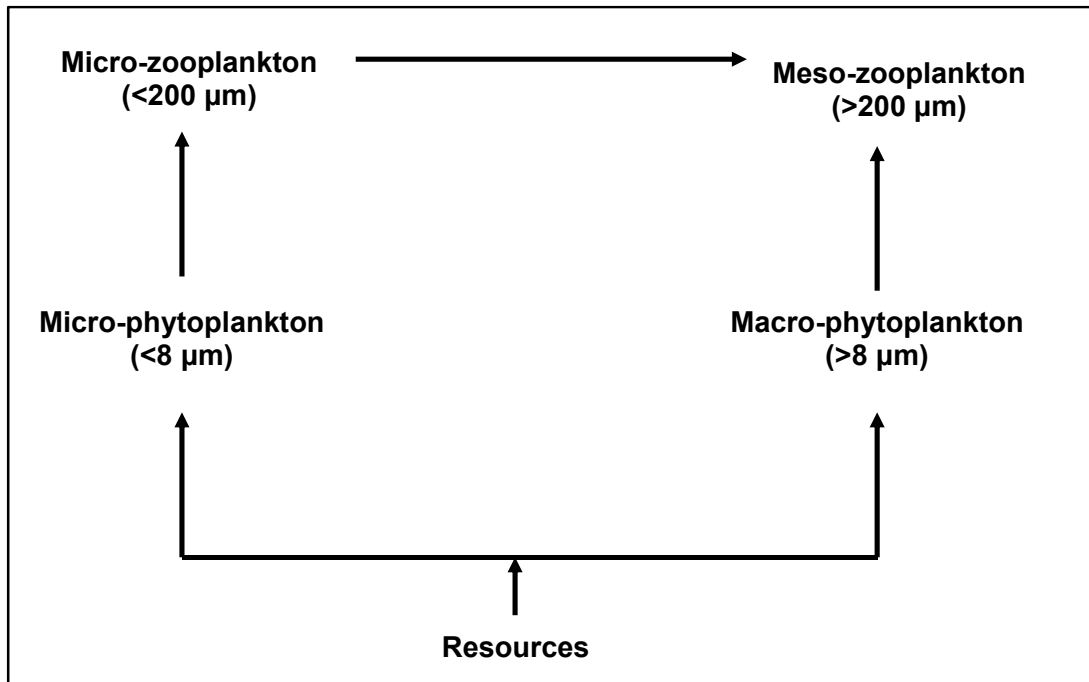 Micro-zooplankton
(<200 µm)
Meso-zooplankton
(>200 µm)
Micro-phytoplankton
(<8 µm)
Macro-phytoplankton
(>8 µm)
Resources